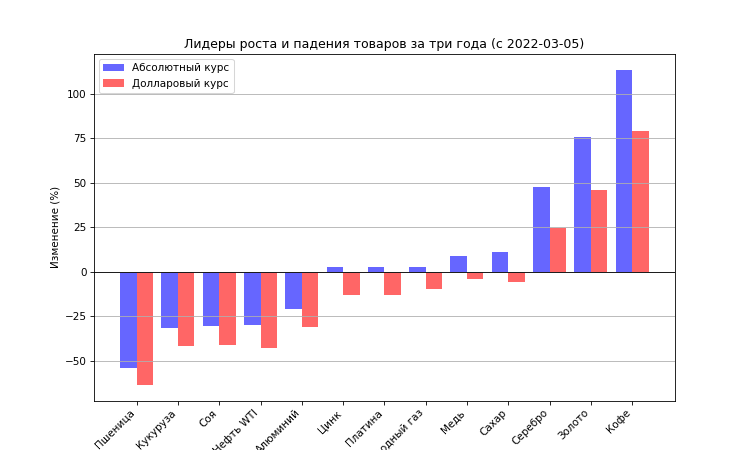 Лидеры роста и падения товаров за три года (с 2022-03-05)
Абсолютный курс
Долларовый курс
Изменение (%)
100
75
50
25
0
−25
−50
Пшеница
Кукуруза
Соя
Нефть WTI
Алюминий
Цинк
Платина
одный газ
Медь
Сахар
Серебро
Золото
Кофе